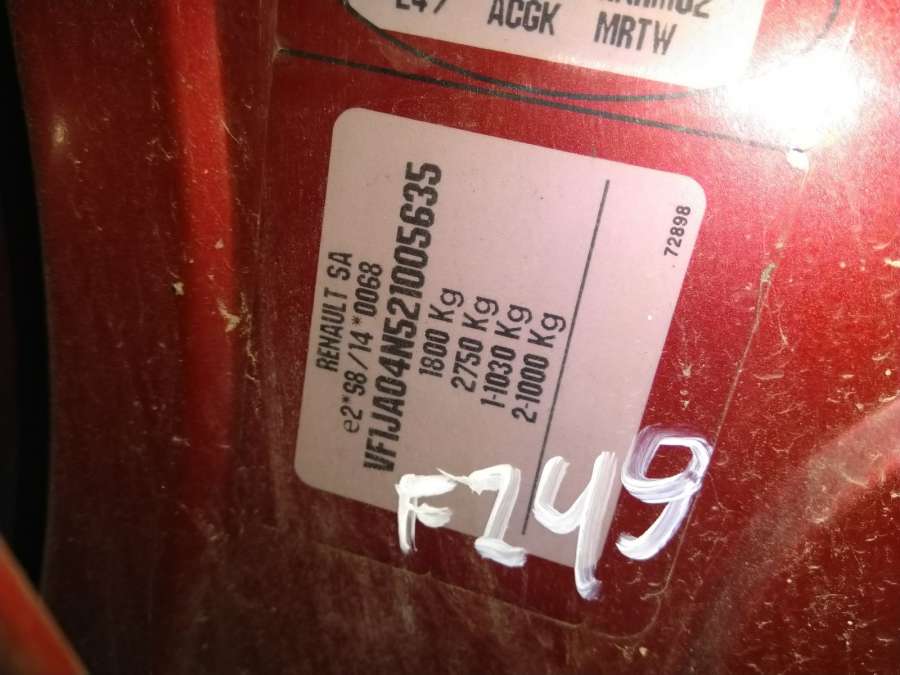 ACGK MRTW
RENAULT SA
e2*98/14*0068
VF1JA04N521005635
1800 Kg
2750 Kg
1-1030 Kg
2-1000 Kg
72898
F149